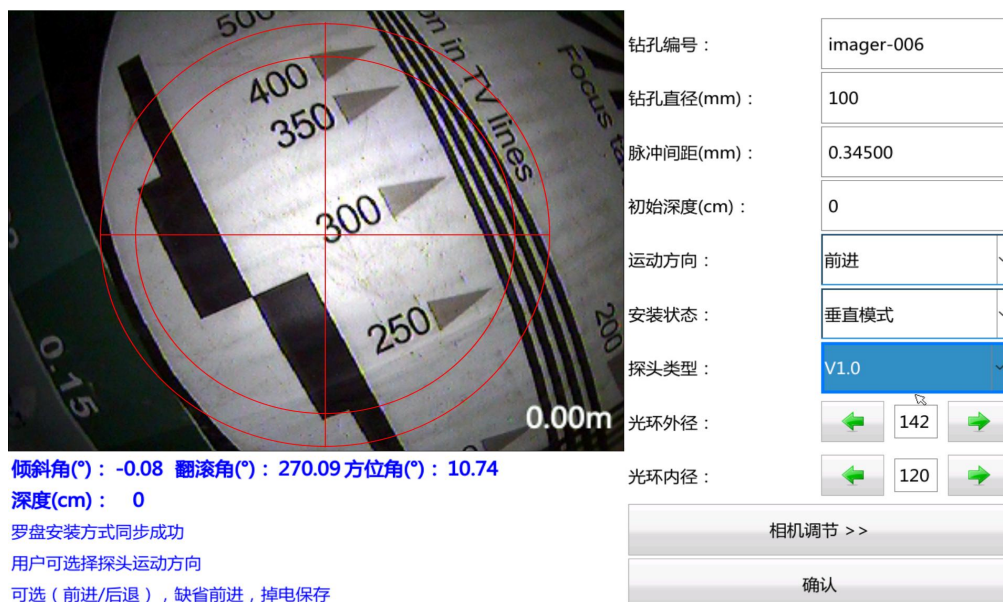 500
400
350
300
250
200
on in TV lines
Focus ta
0.15
0.00m
倾斜角(°)： -0.08 翻滚角(°)： 270.09 方位角(°)： 10.74
深度(cm)： 0
罗盘安装方式同步成功
用户可选择探头运动方向
可选（前进/后退），缺省前进，掉电保存
钻孔编号： imager-006
钻孔直径(mm)： 100
脉冲间距(mm)： 0.34500
初始深度(cm)： 0
运动方向： 前进
安装状态： 垂直模式
探头类型： V1.0
光环外径： 142
光环内径： 120
相机调节 >>
确认